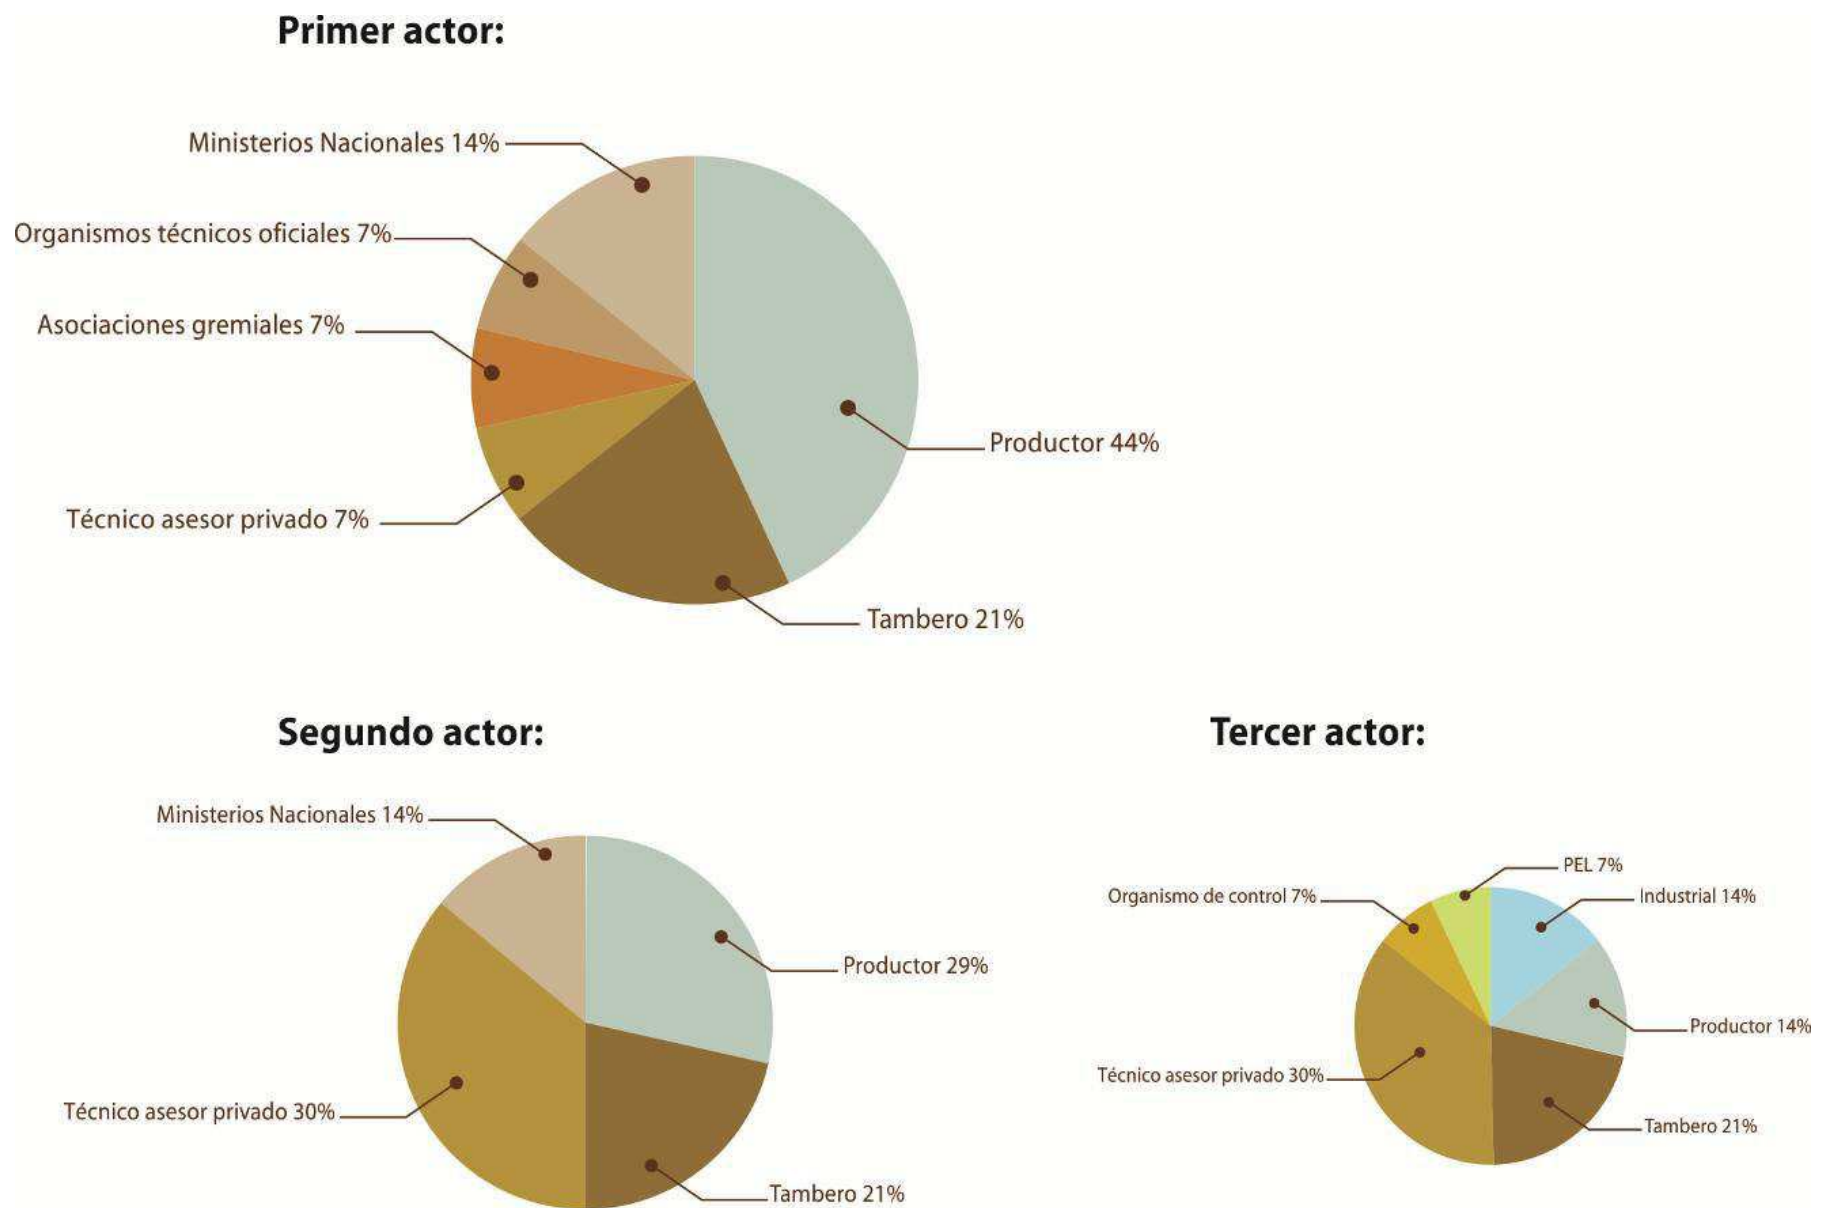 Primer actor:
Ministerios Nacionales 14%
Organismos técnicos oficiales 7%
Asociaciones gremiales 7%
Productor 44%
Técnico asesor privado 7%
Tambero 21%
Segundo actor:
Ministerios Nacionales 14%
Productor 29%
Técnico asesor privado 30%
Tambero 21%
Tercer actor:
PEL 7%
Organismo de control 7%
Industrial 14%
Productor 14%
Técnico asesor privado 30%
Tambero 21%